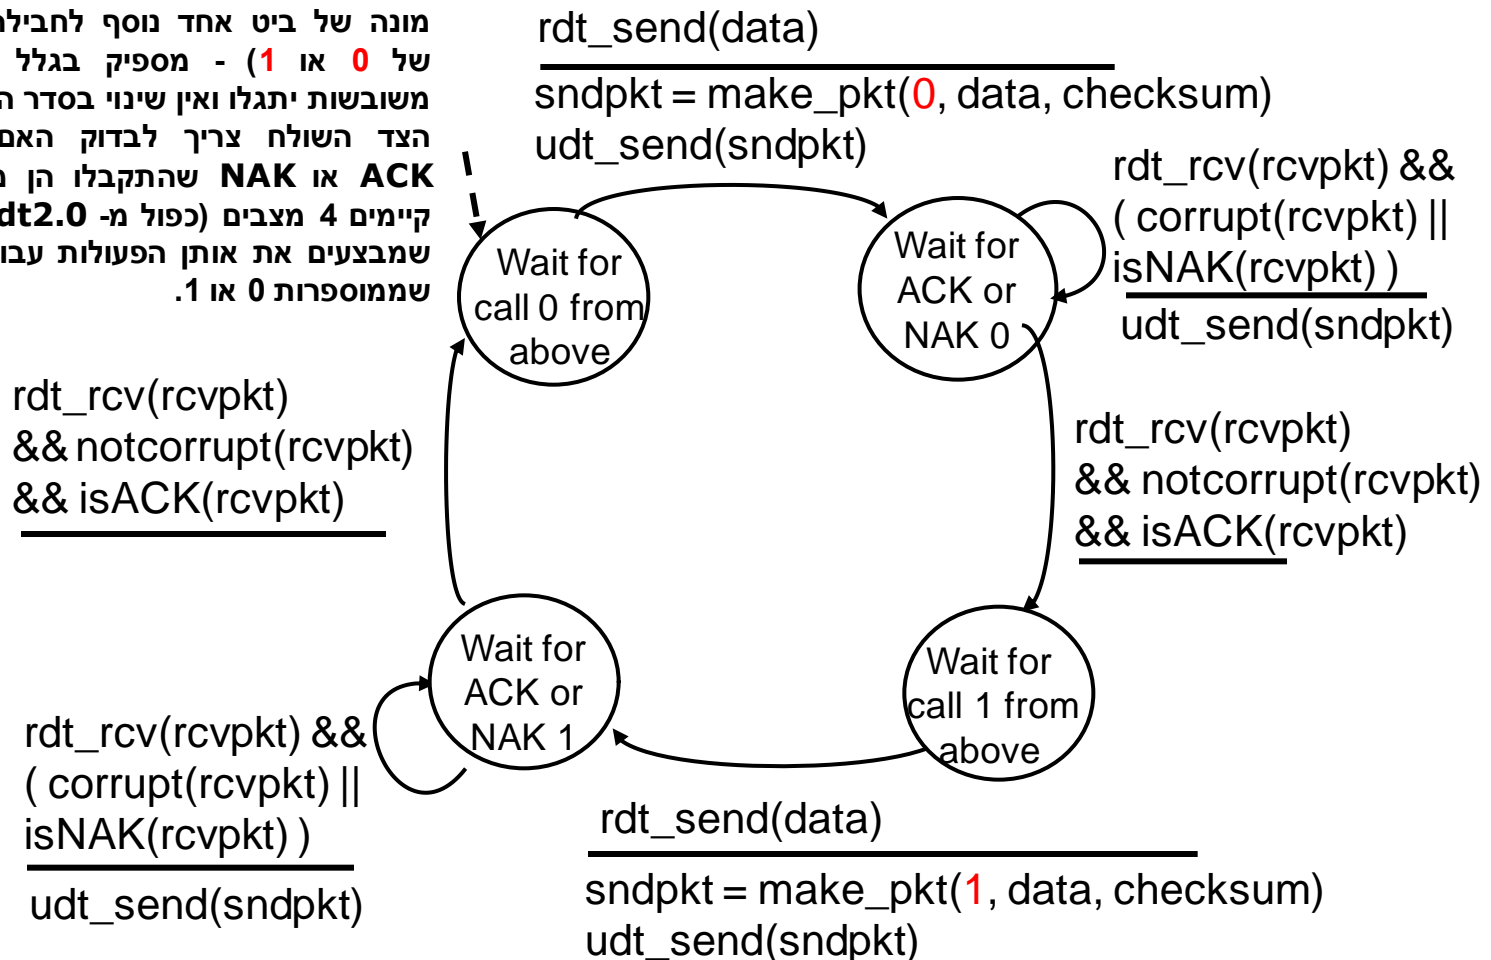 מונה של ביט אחד נוסף
של 0 או 1) - מספיק בגלל
משובשות יתגלו ואין שינוי בסדר
הצד השולח צריך לבדוק האם
ACK או NAK שהתקבלו הן
קיימים 4 מצבים (כפול מ- dt2.0
שמבצעים את אותן הפעולות
שממוספרות 0 או 1.
rdt_send(data)
sndpkt = make_pkt(0, data, checksum)
udt_send(sndpkt)
Wait for
call 0 from
above
Wait for
ACK or
NAK 0
rdt_rcv(rcvpkt) &&
( corrupt(rcvpkt) ||
isNAK(rcvpkt) )
udt_send(sndpkt)
rdt_rcv(rcvpkt)
&& notcorrupt(rcvpkt)
&& isACK(rcvpkt)
rdt_rcv(rcvpkt)
&& notcorrupt(rcvpkt)
&& isACK(rcvpkt)
Wait for
ACK or
NAK 1
Wait for
call 1 from
above
rdt_rcv(rcvpkt) &&
( corrupt(rcvpkt) ||
isNAK(rcvpkt) )
udt_send(sndpkt)
rdt_send(data)
sndpkt = make_pkt(1, data, checksum)
udt_send(sndpkt)